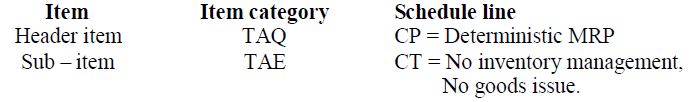 Item Item category Schedule line
Header item TAQ CP = Deterministic MRP
Sub – item TAE CT = No inventory management,
No goods issue.